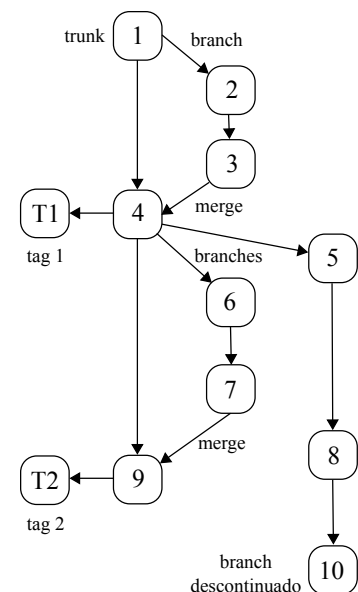 trunk
1
branch
2
3
merge
T1
4
tag 1
branches
5
6
7
merge
8
T2
9
tag 2
branch
descontinuado
10